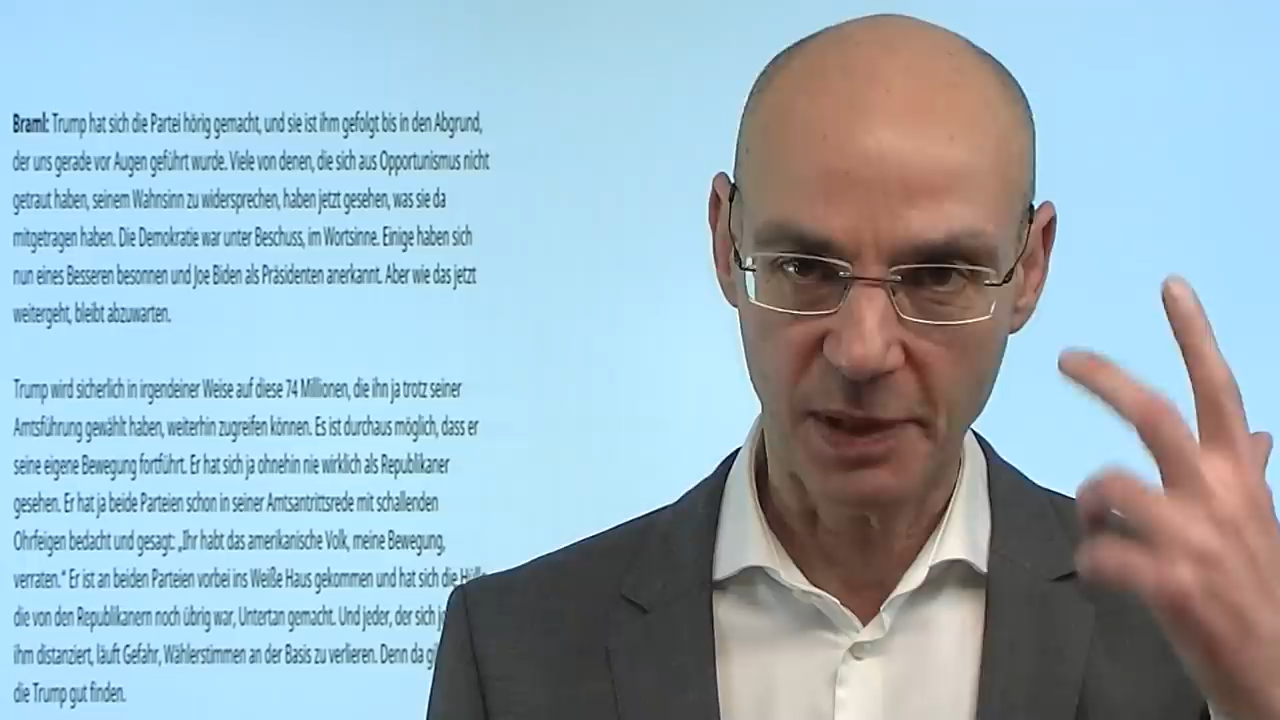 Braml: Trump hat sich die Partei hörig gemacht, und sie ist ihm gefolgt bis in den Abgrund,
der uns gerade vor Augen geführt wurde. Viele von denen, die sich aus Opportunismus nicht
getraut haben, seinem Wahnsinn zu widersprechen, haben jetzt gesehen, was sie da
mitgetragen haben. Die Demokratie war unter Beschuss, im Wortsinne. Einige haben sich
nun eines Besseren besonnen und Joe Biden als Präsidenten anerkannt. Aber wie das jetzt
weitergeht, bleibt abzuwarten.
Trump wird sicherlich in irgendeiner Weise auf diese 74 Millionen, die ihn ja trotz seiner
Amtsführung gewählt haben, weiterhin zugreifen können. Es ist durchaus möglich, dass er
seine eigene Bewegung fortführt. Er hat sich ja ohnehin nie wirklich als Republikaner
gesehen. Er hat ja beide Parteien schon in seiner Amtsantrittsrede mit schallenden
Ohrfeigen bedacht und gesagt: „Ihr habt das amerikanische Volk, meine Bewegung,
verraten.“ Er ist an beiden Parteien vorbei ins Weiße Haus gekommen und hat sich die
die von den Republikanern noch übrig war, Untertan gemacht. Und jeder, der sich
ihm distanziert, läuft Gefahr, Wählerstimmen an der Basis zu verlieren. Denn da
die Trump gut finden.